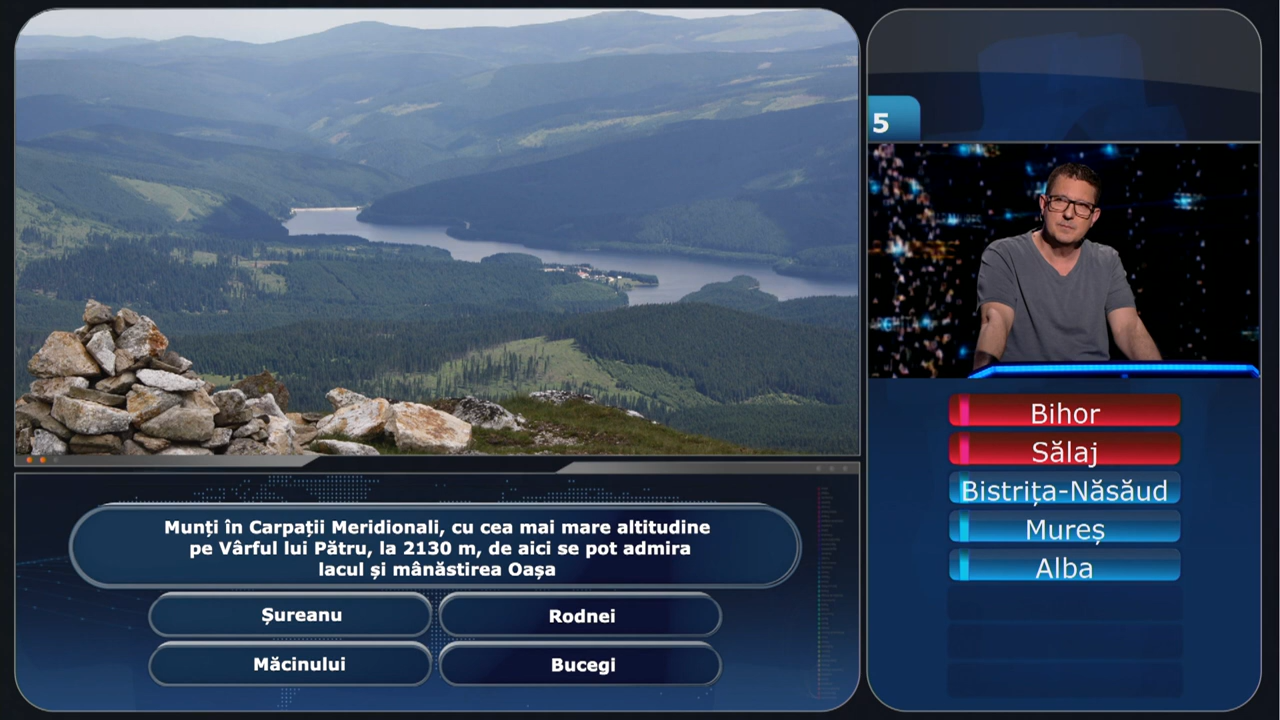 5
Bihor
Sălaj
Bistrița-Năsăud
Mureș
Alba
Munți în Carpații Meridionali, cu cea mai mare altitudine
pe Vârful lui Pătru, la 2130 m, de aici se pot admira
lacul și mânăstirea Oașa
Șureanu
Rodnei
Măcinului
Bucegi